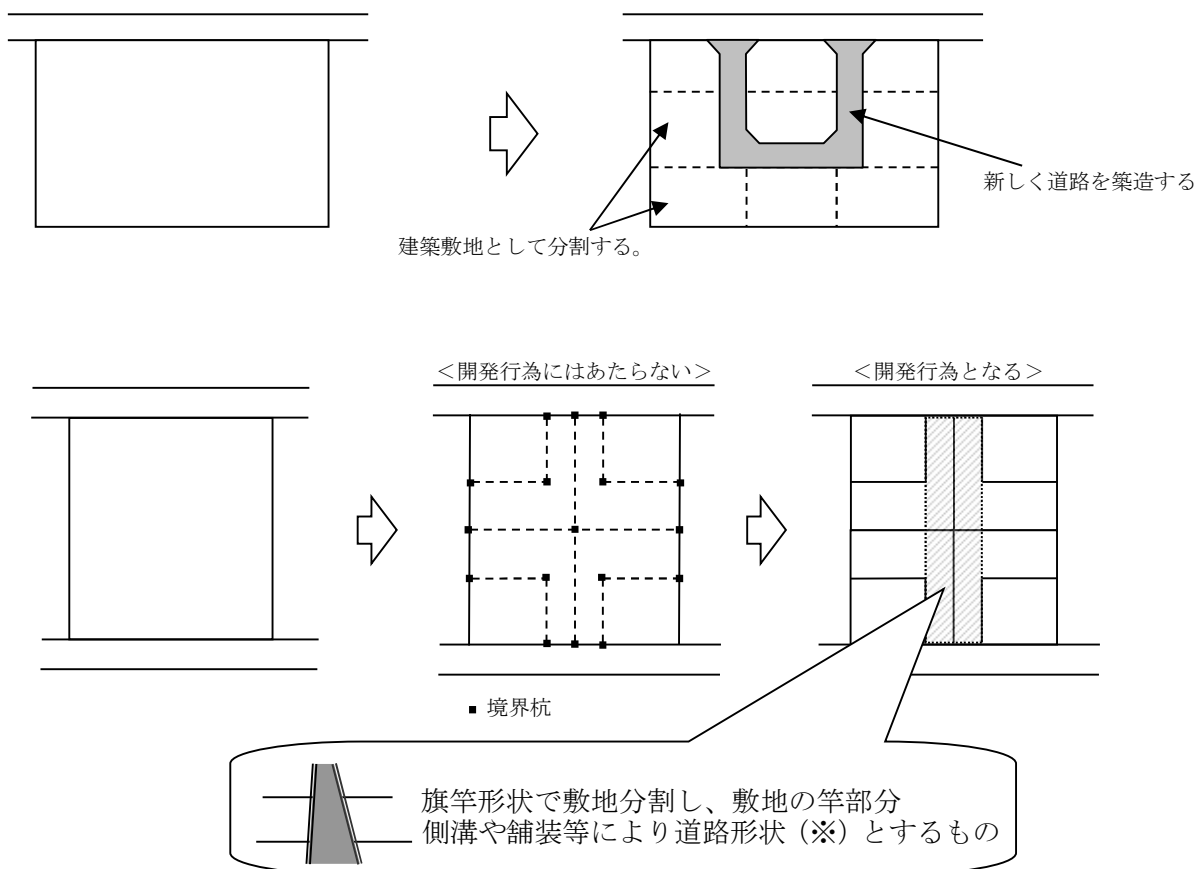 新しく道路を築造する
建築敷地として分割する。
＜開発行為にはあたらない＞
＜開発行為となる＞
■ 境界杭
旗竿形状で敷地分割し、敷地の竿部分
側溝や舗装等により道路形状（※）とするもの